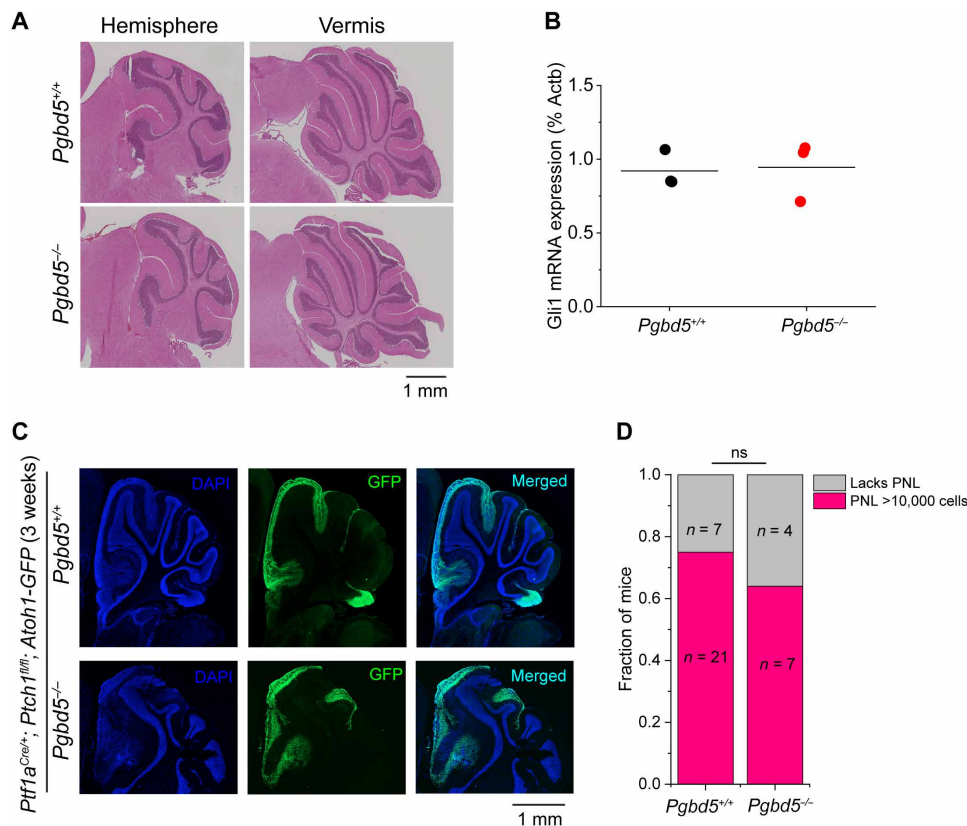 A
Hemisphere
Vermis
Pgbd5+/+
Pgbd5−/−
1 mm
B
Gli1 mRNA expression (% Actb)
1.5
1.0
0.5
0.0
Pgbd5+/+
Pgbd5−/−
C
Ptf1aCre/+; Ptch1fl/fl; Atoh1-GFP (3 weeks)
Pgbd5+/+
DAPI
GFP
Merged
Pgbd5−/−
DAPI
GFP
Merged
1 mm
D
ns
Fraction of mice
1.0
0.8
0.6
0.4
0.2
0.0
n = 7
n = 4
n = 21
n = 7
Lacks PNL
PNL >10,000 cells
Pgbd5+/+
Pgbd5−/−